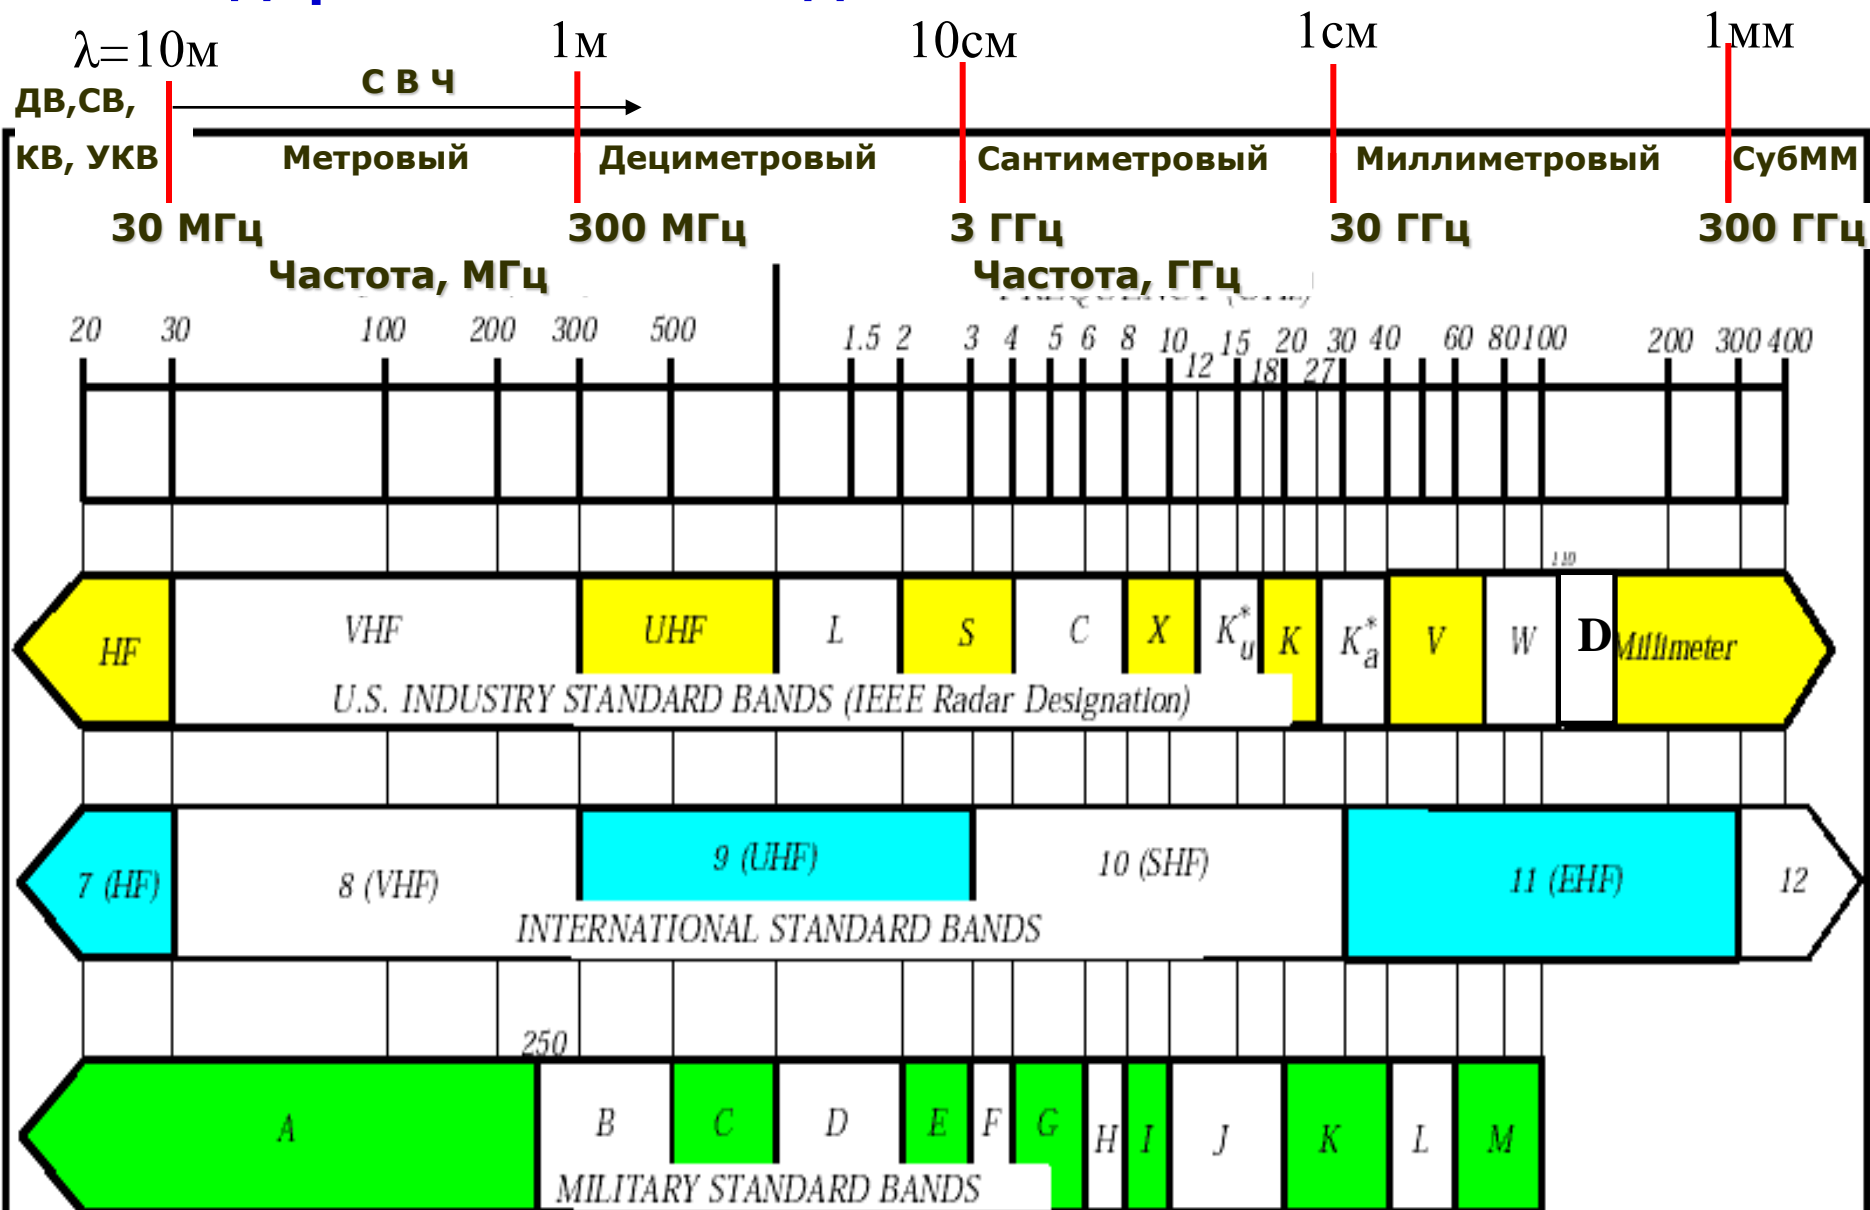 λ=10м 1м 10см 1см 1мм
С В Ч
ДВ,СВ,
КВ, УКВ Метровый Дециметровый Сантиметровый Миллиметровый СубММ
30 МГц 300 МГц 3 ГГц 30 ГГц 300 ГГц
Частота, МГц Частота, ГГц
20 30 100 200 300 500 1.5 2 3 4 5 6 8 10 12 15 18 20 27 30 40 60 80 100 200 300 400
110
HF VHF UHF L S C X K*u K K*a V W D Millimeter
U.S. INDUSTRY STANDARD BANDS (IEEE Radar Designation)
7 (HF) 8 (VHF) 9 (UHF) 10 (SHF) 11 (EHF) 12
INTERNATIONAL STANDARD BANDS
250
A B C D E F G H I J K L M
MILITARY STANDARD BANDS